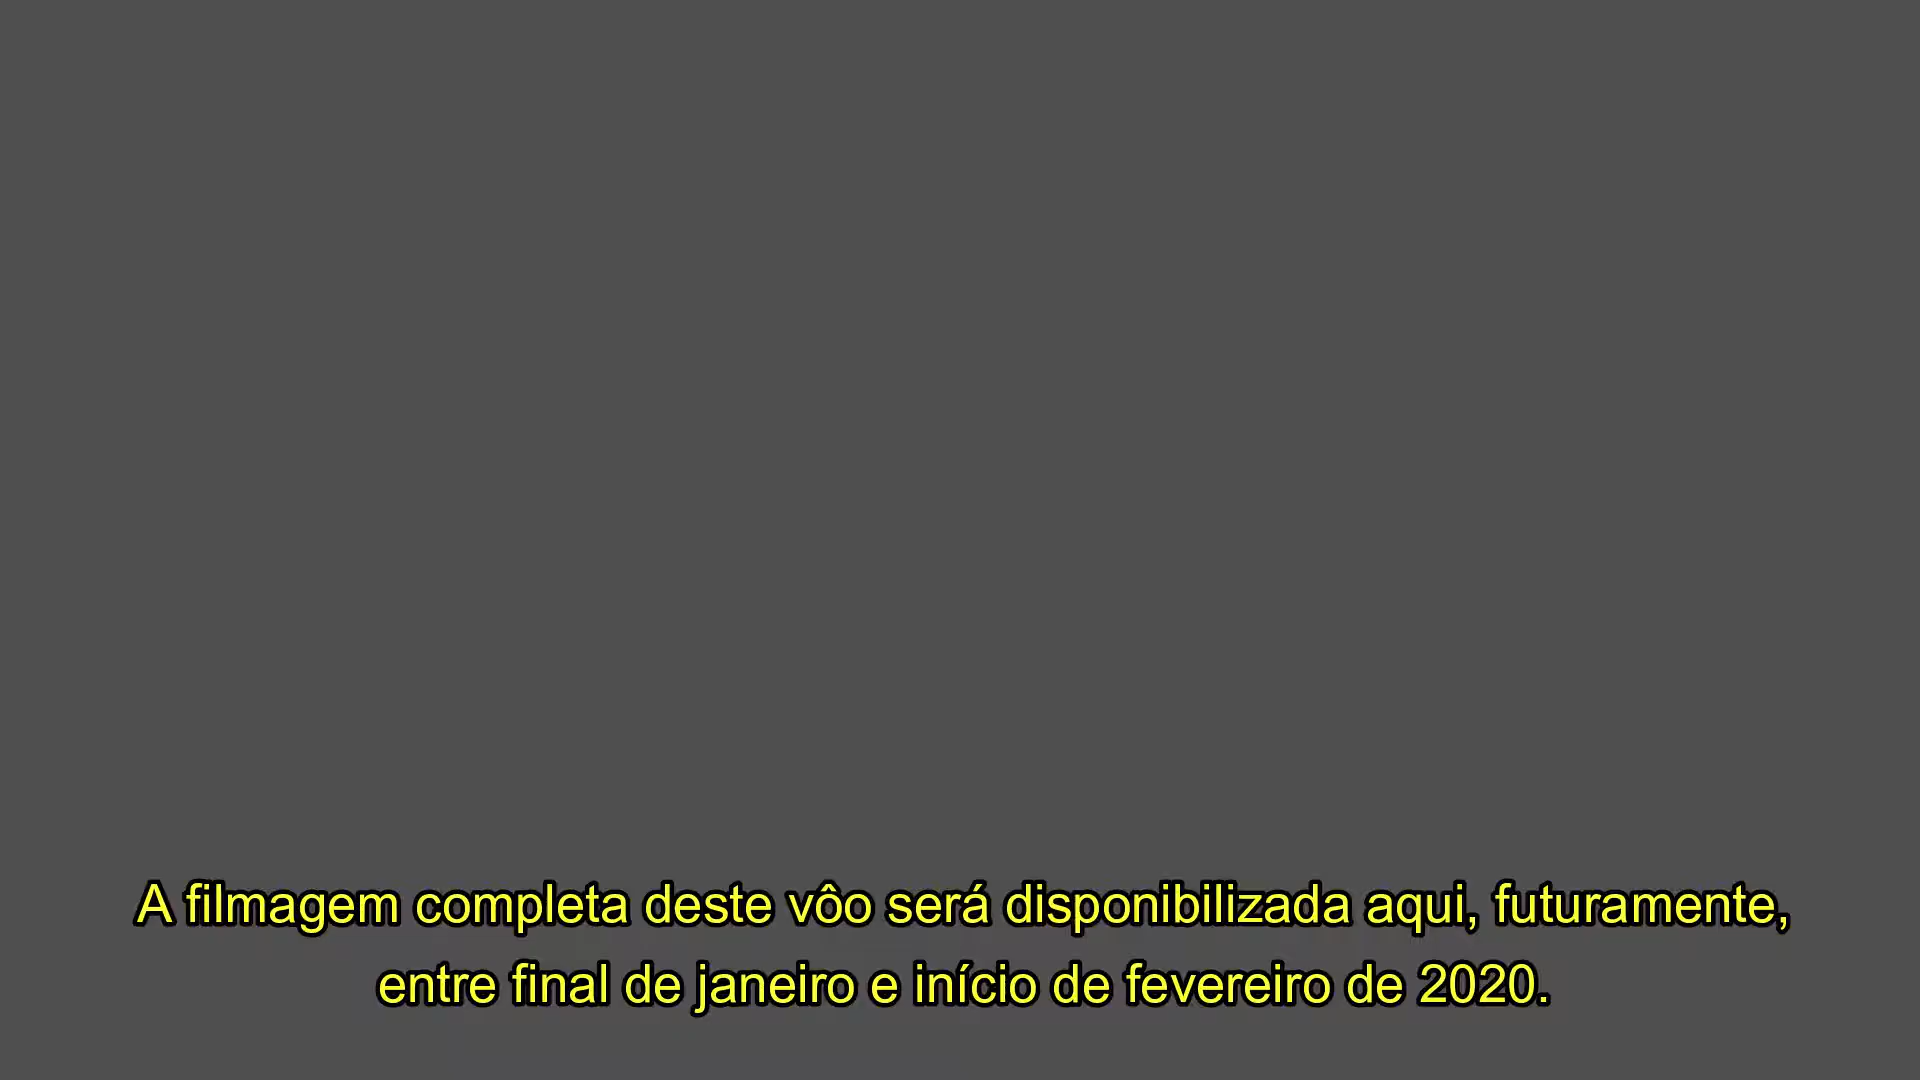 A filmagem completa deste vôo será disponibilizada aqui, futuramente,
entre final de janeiro e início de fevereiro de 2020.